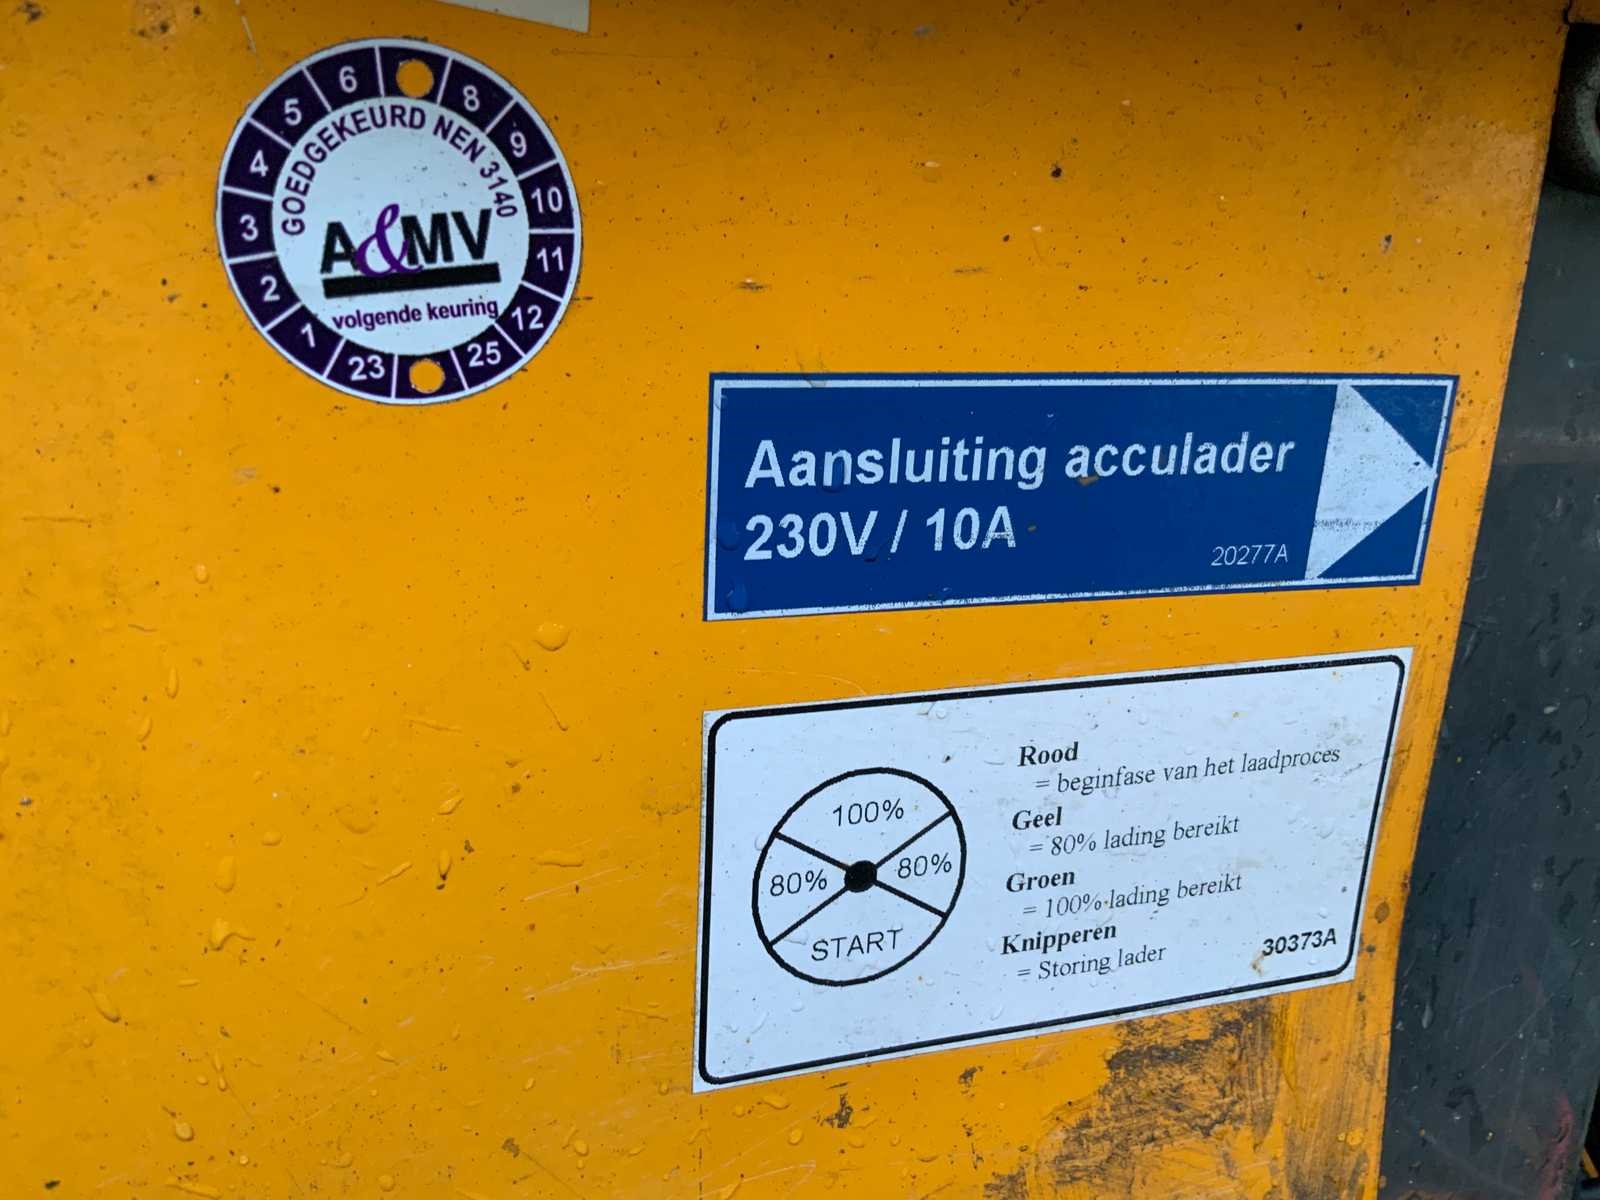 GOEDGEKEURD NEN 3140
1 2 3 4 5 6 8 9 10 11 12
23 25
A&MV
volgende keuring
Aansluiting acculader
230V / 10A
20277A
100%
80% 80%
START
Rood
= beginfase van het laadproces
Geel
= 80% lading bereikt
Groen
= 100% lading bereikt
Knipperen
= Storing lader
30373A